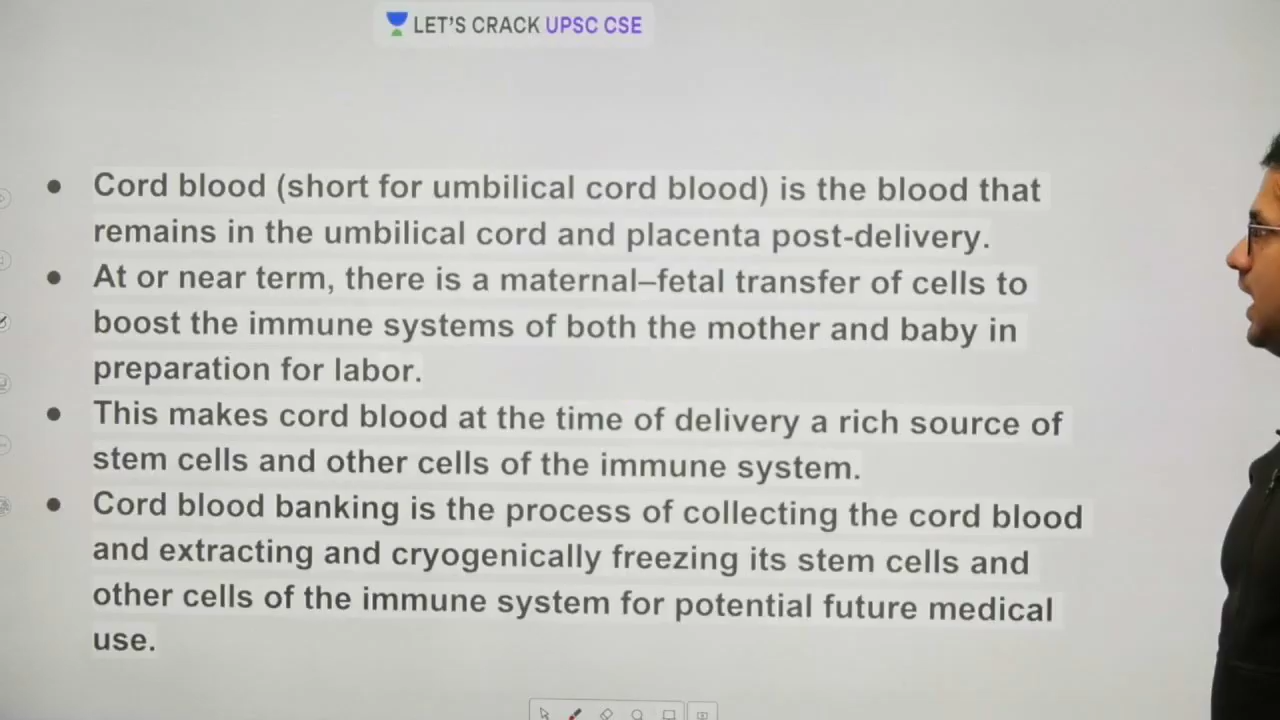 LET'S CRACK UPSC CSE
● Cord blood (short for umbilical cord blood) is the blood that
remains in the umbilical cord and placenta post-delivery.
● At or near term, there is a maternal–fetal transfer of cells to
boost the immune systems of both the mother and baby in
preparation for labor.
● This makes cord blood at the time of delivery a rich source of
stem cells and other cells of the immune system.
● Cord blood banking is the process of collecting the cord blood
and extracting and cryogenically freezing its stem cells and
other cells of the immune system for potential future medical
use.